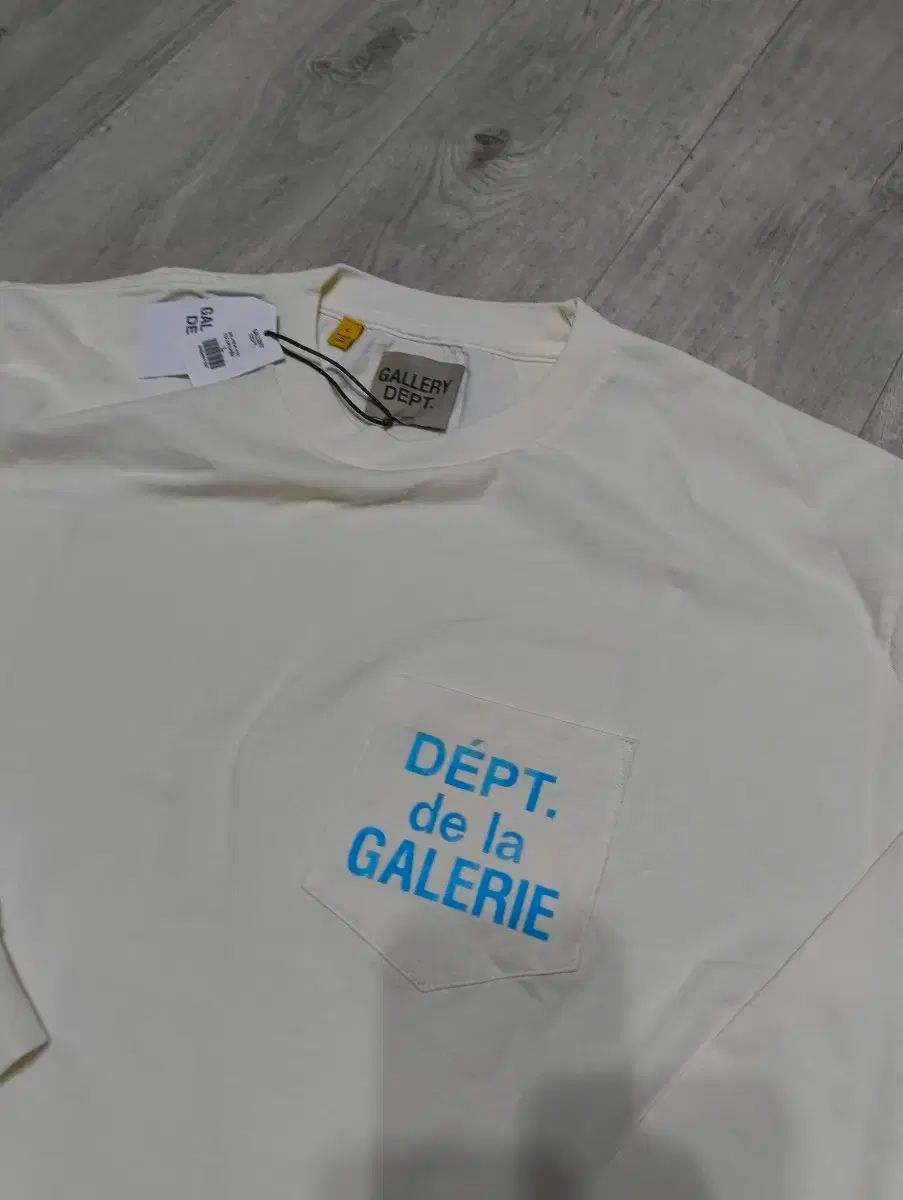 GAL
DE
GALLERY
DEPT.
DÉPT.
de la
GALERIE